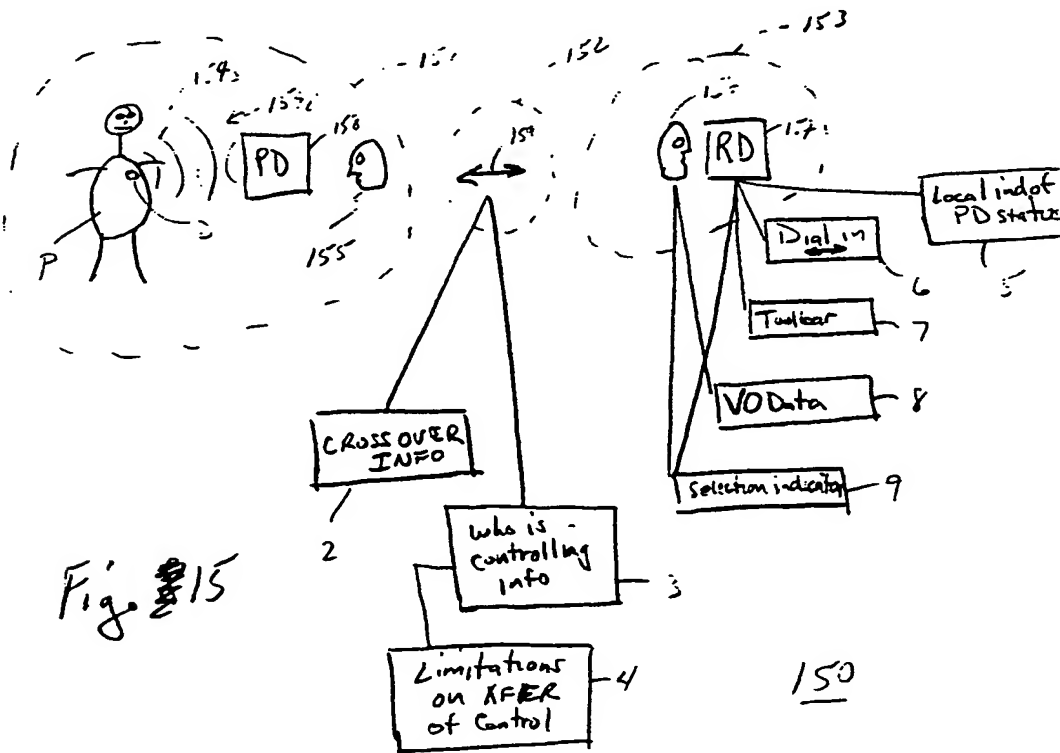 153
152
158
PD
154
155
RD
P
Local ind of
PD status
5
Dial in
6
Toolbar
7
VO Data
8
Selection indicator
9
CROSSOVER
INFO
2
who is
controlling
info
3
Limitations
on XFER
of Control
4
Fig. 15
150